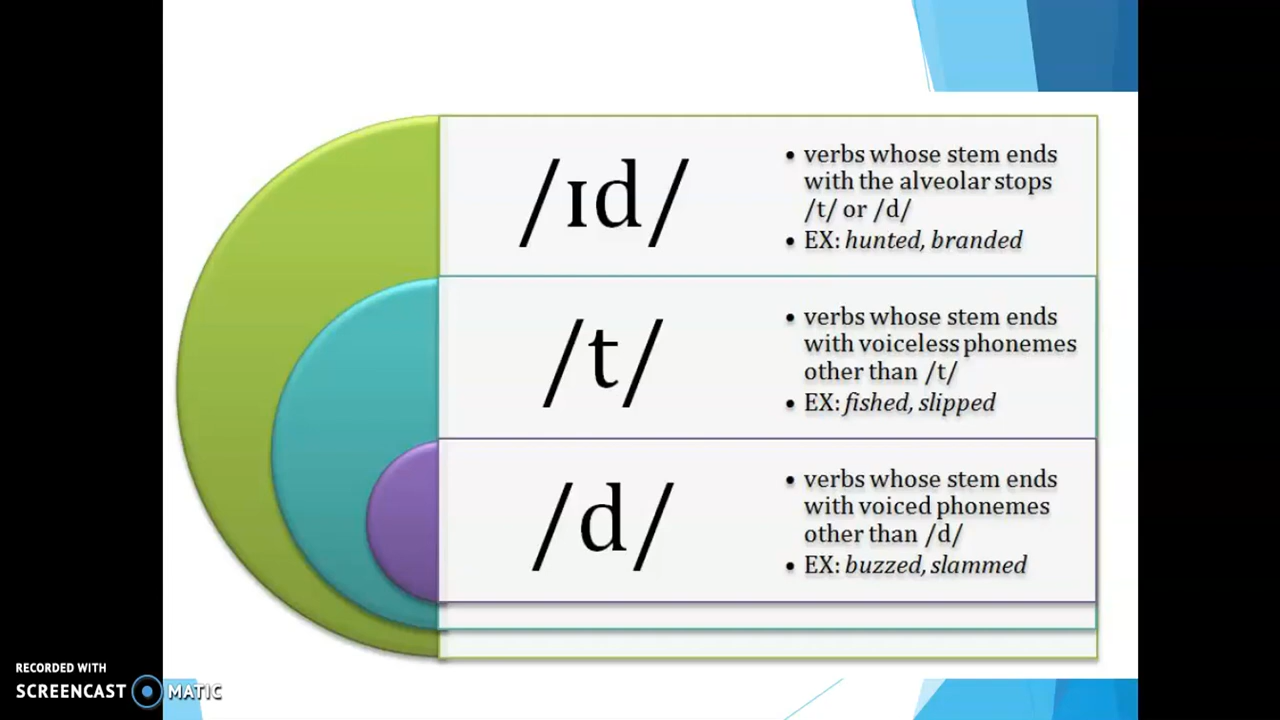 /ɪd/
• verbs whose stem ends
with the alveolar stops
/t/ or /d/
• EX: hunted, branded
/t/
• verbs whose stem ends
with voiceless phonemes
other than /t/
• EX: fished, slipped
/d/
• verbs whose stem ends
with voiced phonemes
other than /d/
• EX: buzzed, slammed
RECORDED WITH
SCREENCAST MATIC